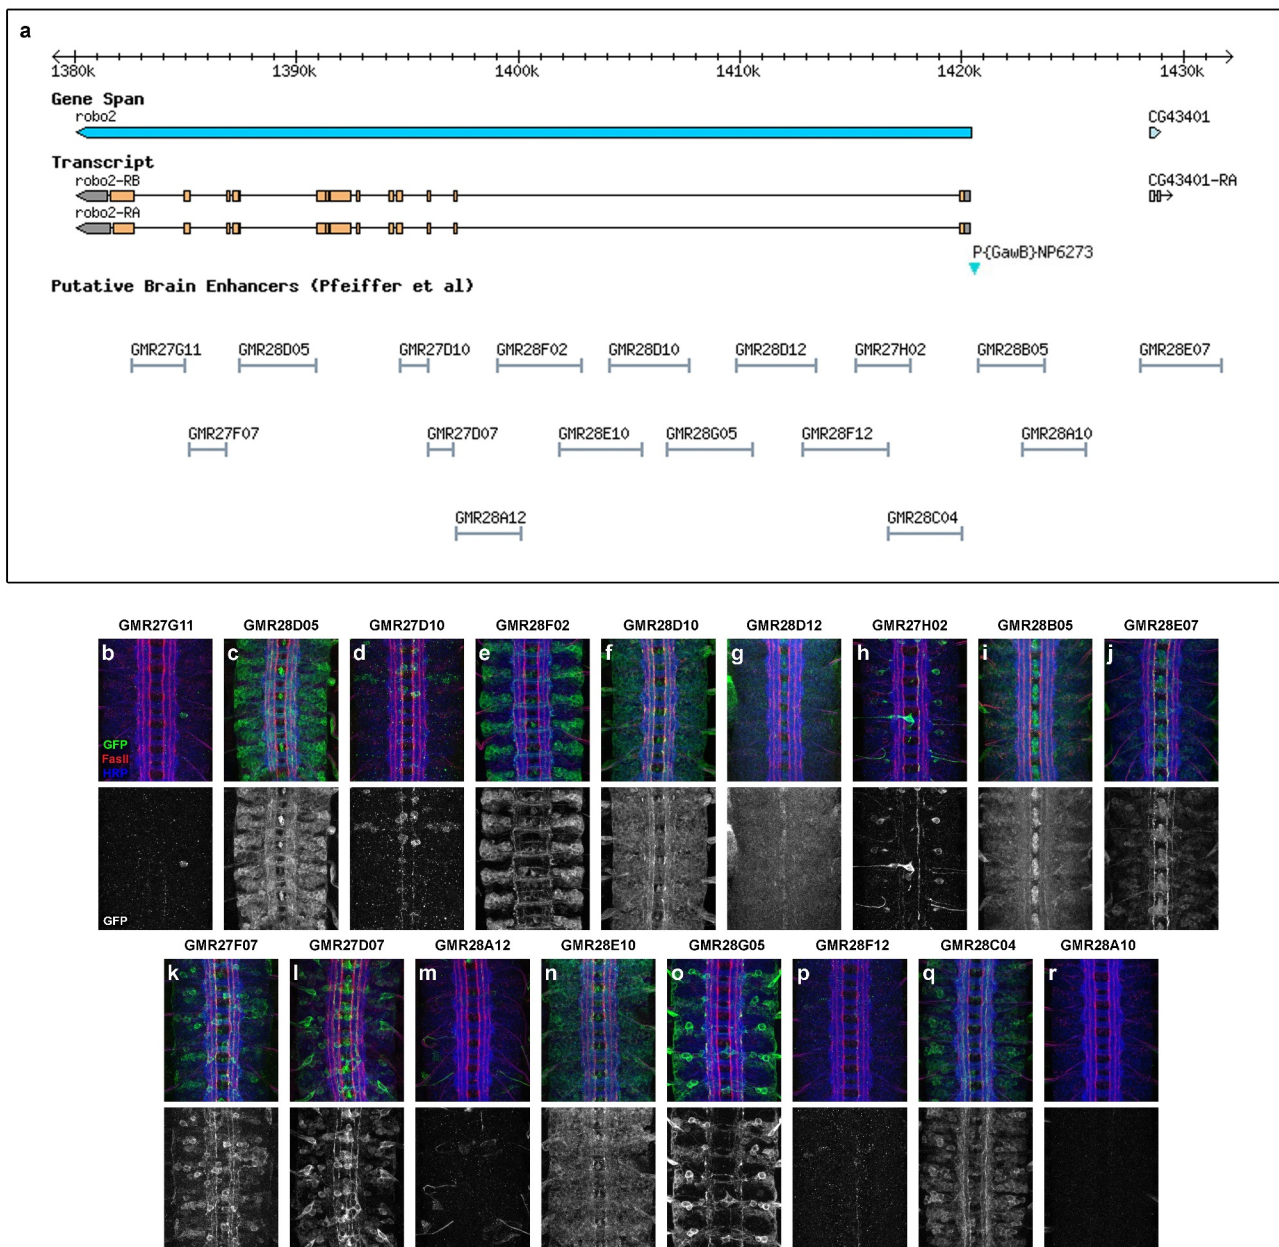 a
1380k 1390k 1400k 1410k 1420k 1430k
Gene Span
robo2 CG43401
Transcript
robo2-RB CG43401-RA
robo2-RA
P{GawB}NP6273
Putative Brain Enhancers (Pfeiffer et al)
GMR27G11 GMR28D05 GMR27D10 GMR28F02 GMR28D10 GMR28D12 GMR27H02 GMR28B05 GMR28E07
GMR27F07 GMR27D07 GMR28E10 GMR28G05 GMR28F12 GMR28A10
GMR28A12 GMR28C04
GMR27G11 GMR28D05 GMR27D10 GMR28F02 GMR28D10 GMR28D12 GMR27H02 GMR28B05 GMR28E07
b c d e f g h i j
GFP
FasII
HRP
GFP
GMR27F07 GMR27D07 GMR28A12 GMR28E10 GMR28G05 GMR28F12 GMR28C04 GMR28A10
k l m n o p q r